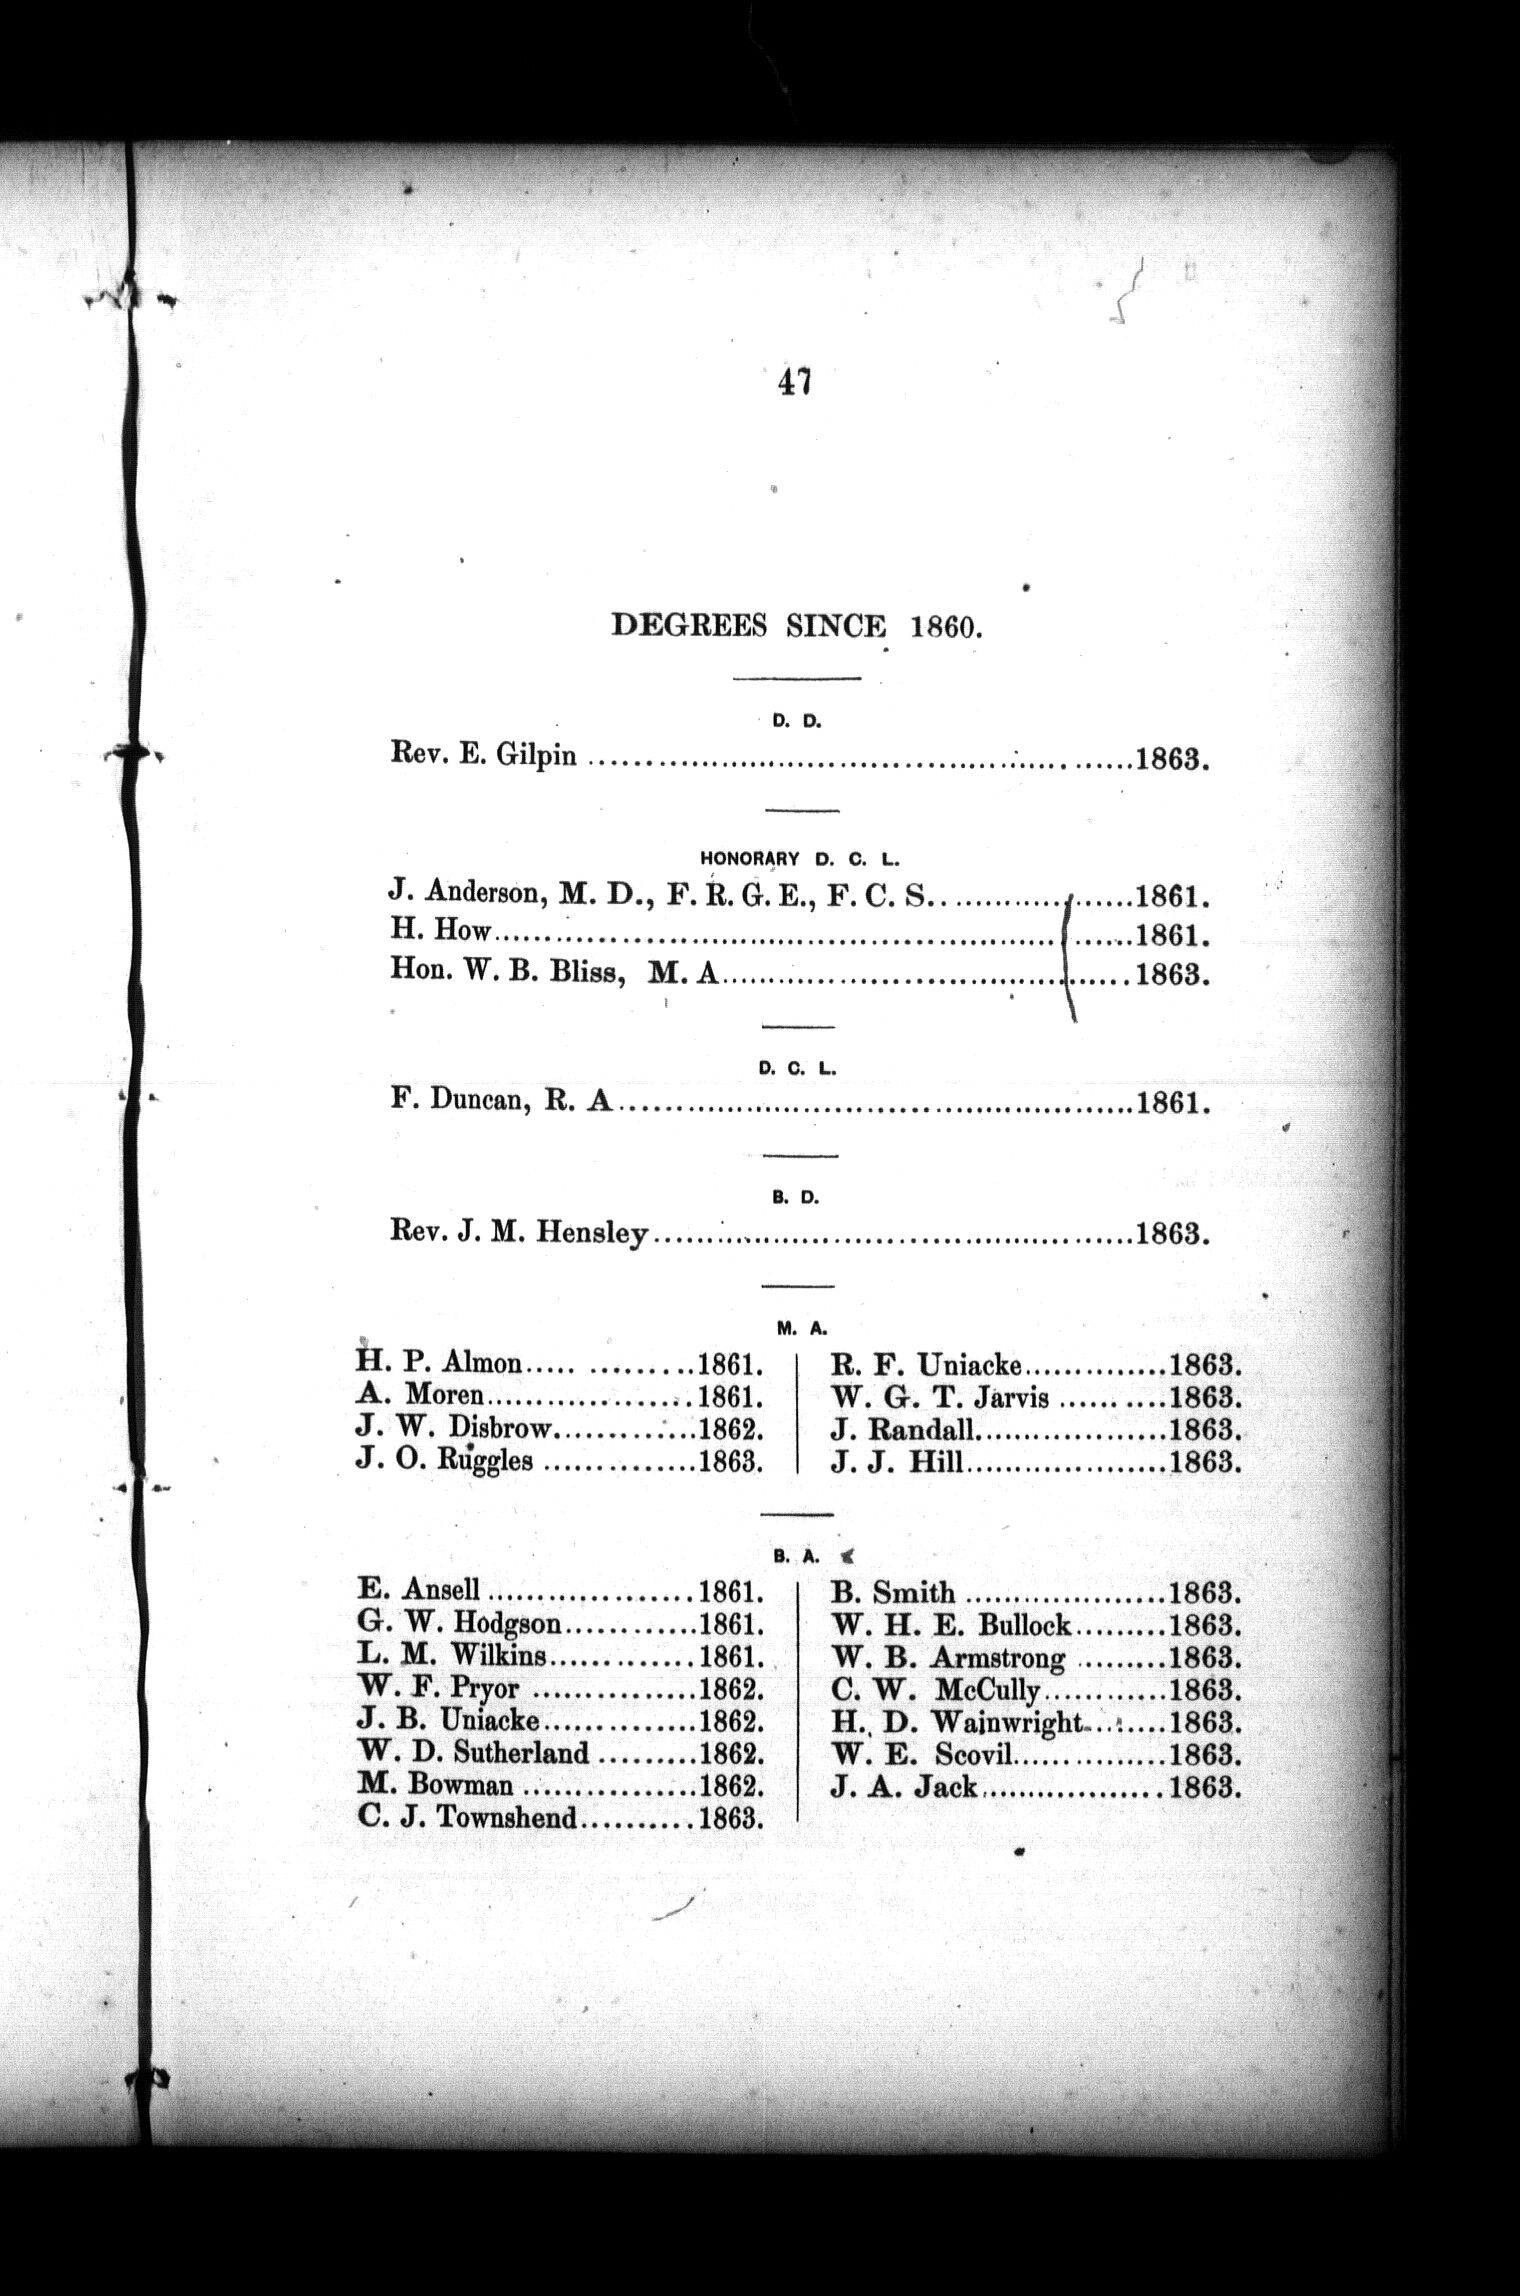 47
DEGREES SINCE 1860.
D. D.
Rev. E. Gilpin ................................................1863.
HONORARY D. C. L.
J. Anderson, M. D., F. R. G. E., F. C. S....................1861.
H. How................................................................1861.
Hon. W. B. Bliss, M. A..........................................1863.
D. C. L.
F. Duncan, R. A....................................................1861.
B. D.
Rev. J. M. Hensley................................................1863.
M. A.
H. P. Almon..... ..........1861.
A. Moren....................1861.
J. W. Disbrow..............1862.
J. O. Ruggles ...............1863.
R. F. Uniacke..............1863.
W. G. T. Jarvis ...... ....1863.
J. Randall...................1863.
J. J. Hill.....................1863.
B. A.
E. Ansell .....................1861.
G. W. Hodgson.............1861.
L. M. Wilkins..............1861.
W. F. Pryor ................1862.
J. B. Uniacke...............1862.
W. D. Sutherland ..........1862.
M. Bowman .................1862.
C. J. Townshend...........1863.
B. Smith ....................1863.
W. H. E. Bullock.........1863.
W. B. Armstrong .........1863.
C. W. McCully............1863.
H. D. Wainwright........1863.
W. E. Scovil...............1863.
J. A. Jack..................1863.